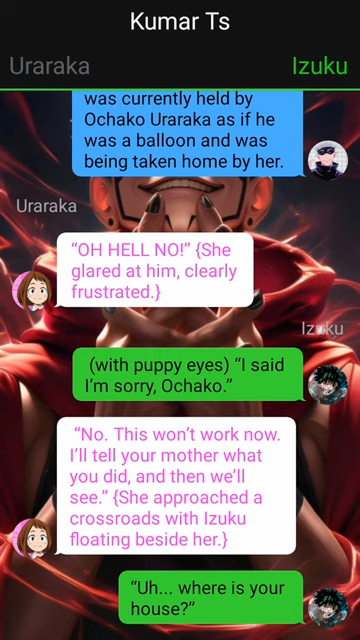 Kumar Ts
Uraraka
Izuku
was currently held by
Ochako Uraraka as if he
was a balloon and was
being taken home by her.
Uraraka
“OH HELL NO!” {She
glared at him, clearly
frustrated.}
Izuku
(with puppy eyes) “I said
I’m sorry, Ochako.”
“No. This won’t work now.
I’ll tell your mother what
you did, and then we’ll
see.” {She approached a
crossroads with Izuku
floating beside her.}
“Uh... where is your
house?”